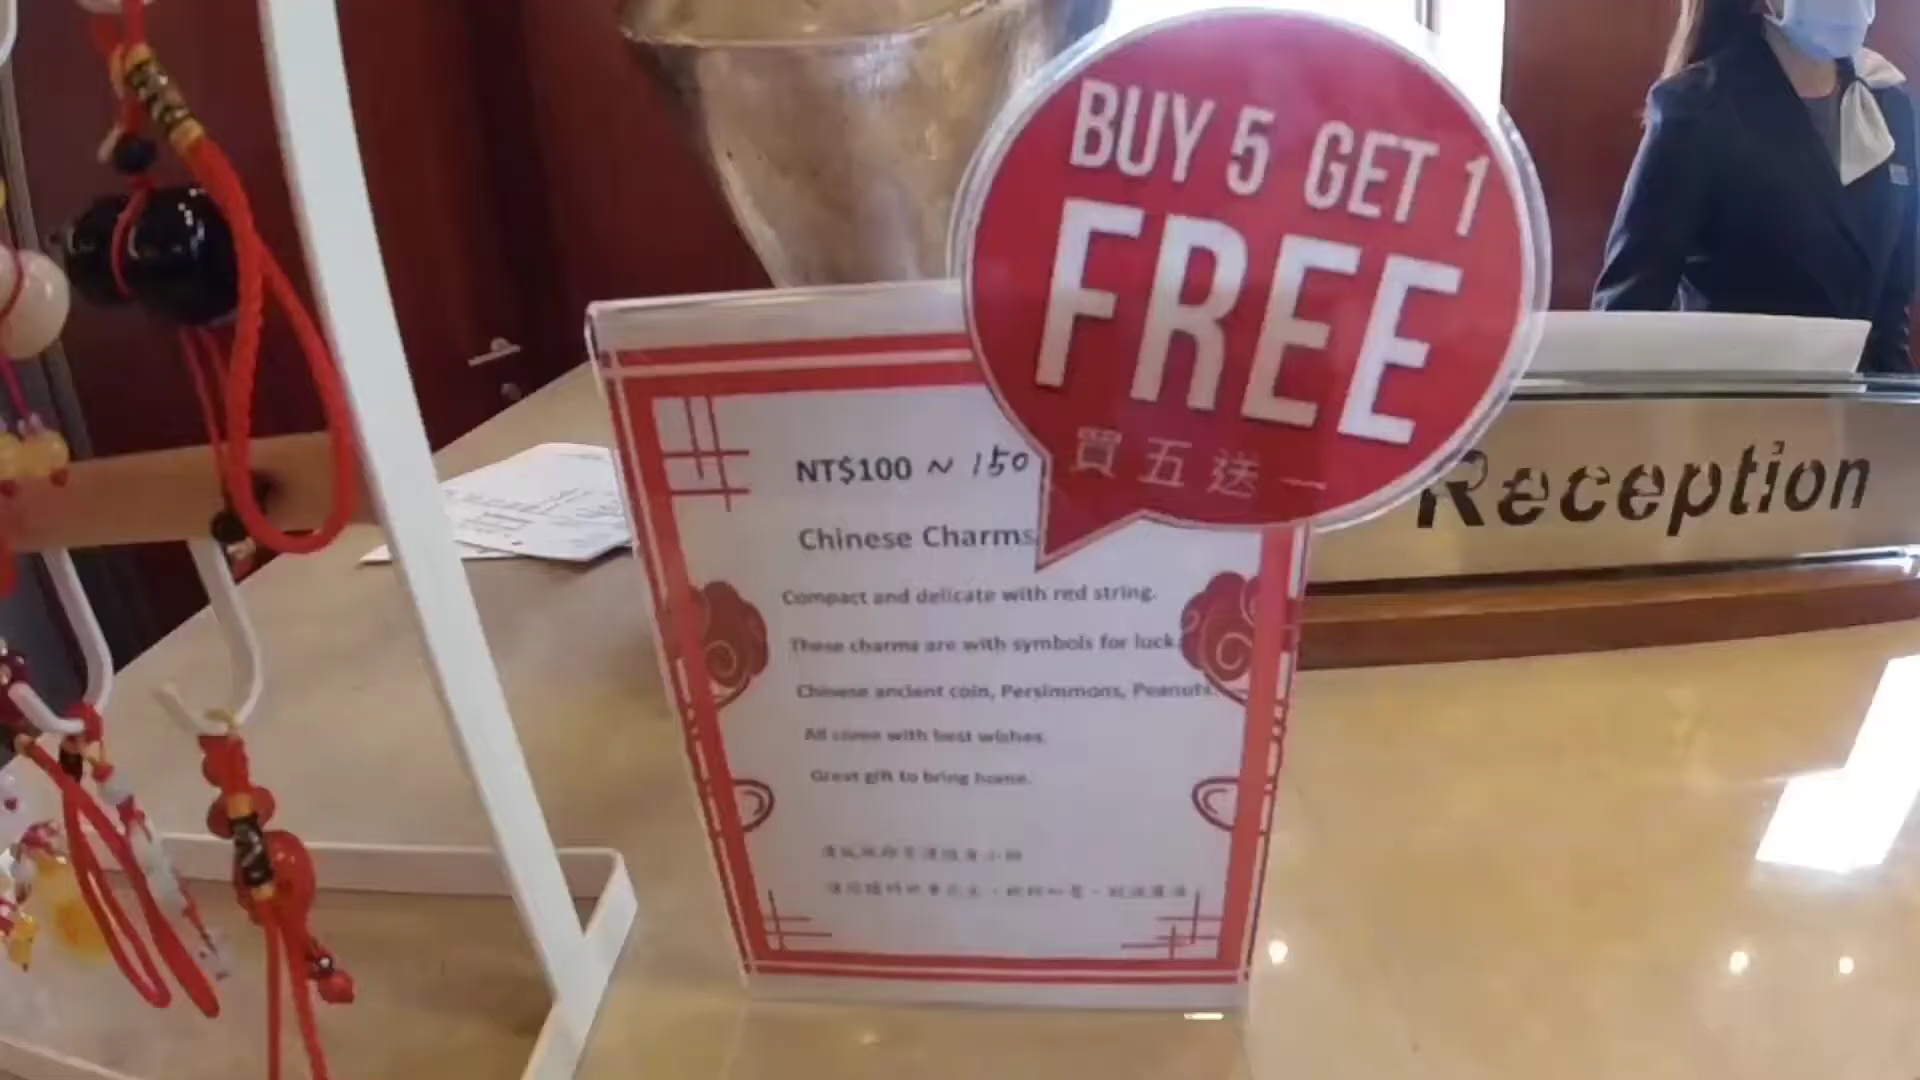 BUY 5 GET 1
FREE
買五送一
NT$100 ~ 150
Chinese Charms
Compact and delicate with red string.
These charms are with symbols for luck.
Chinese ancient coin, Persimmons, Peanuts.
All come with best wishes.
Great gift to bring home.
Reception